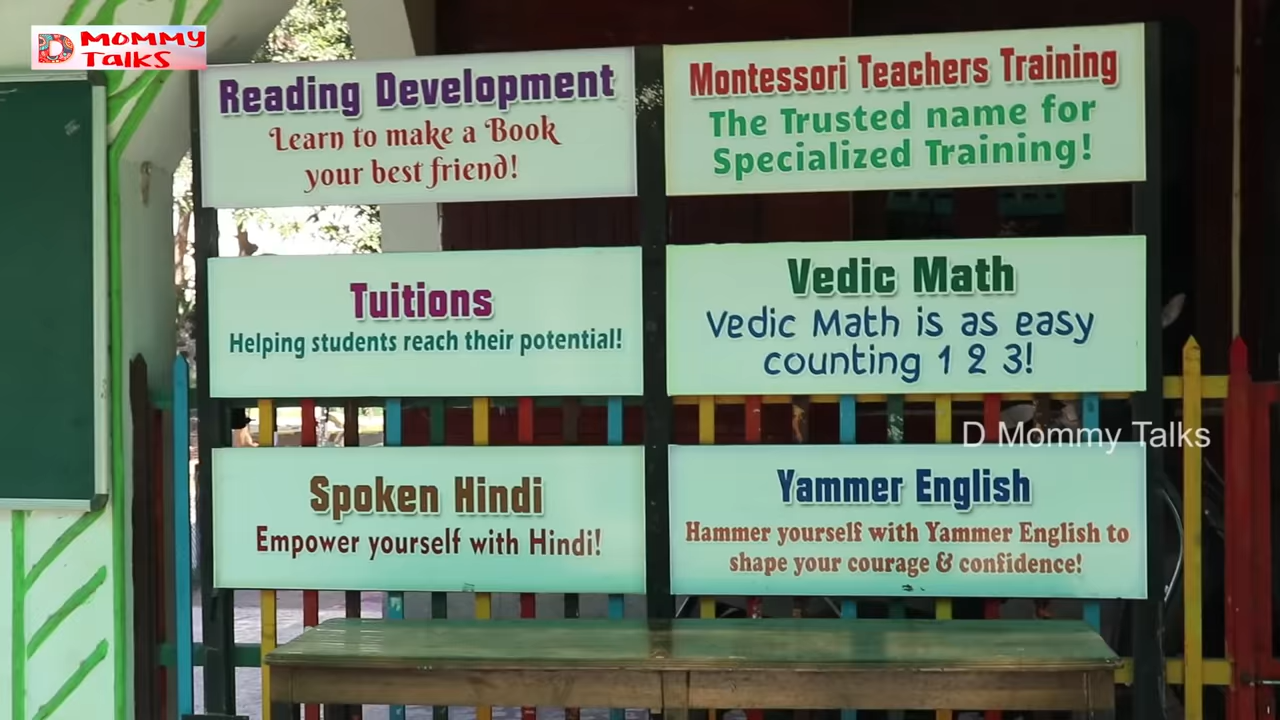 D MOMMY
TALKS
Reading Development
Learn to make a Book
your best friend!
Montessori Teachers Training
The Trusted name for
Specialized Training!
Tuitions
Helping students reach their potential!
Vedic Math
Vedic Math is as easy
counting 1 2 3!
Spoken Hindi
Empower yourself with Hindi!
Yammer English
Hammer yourself with Yammer English to
shape your courage & confidence!
D Mommy Talks